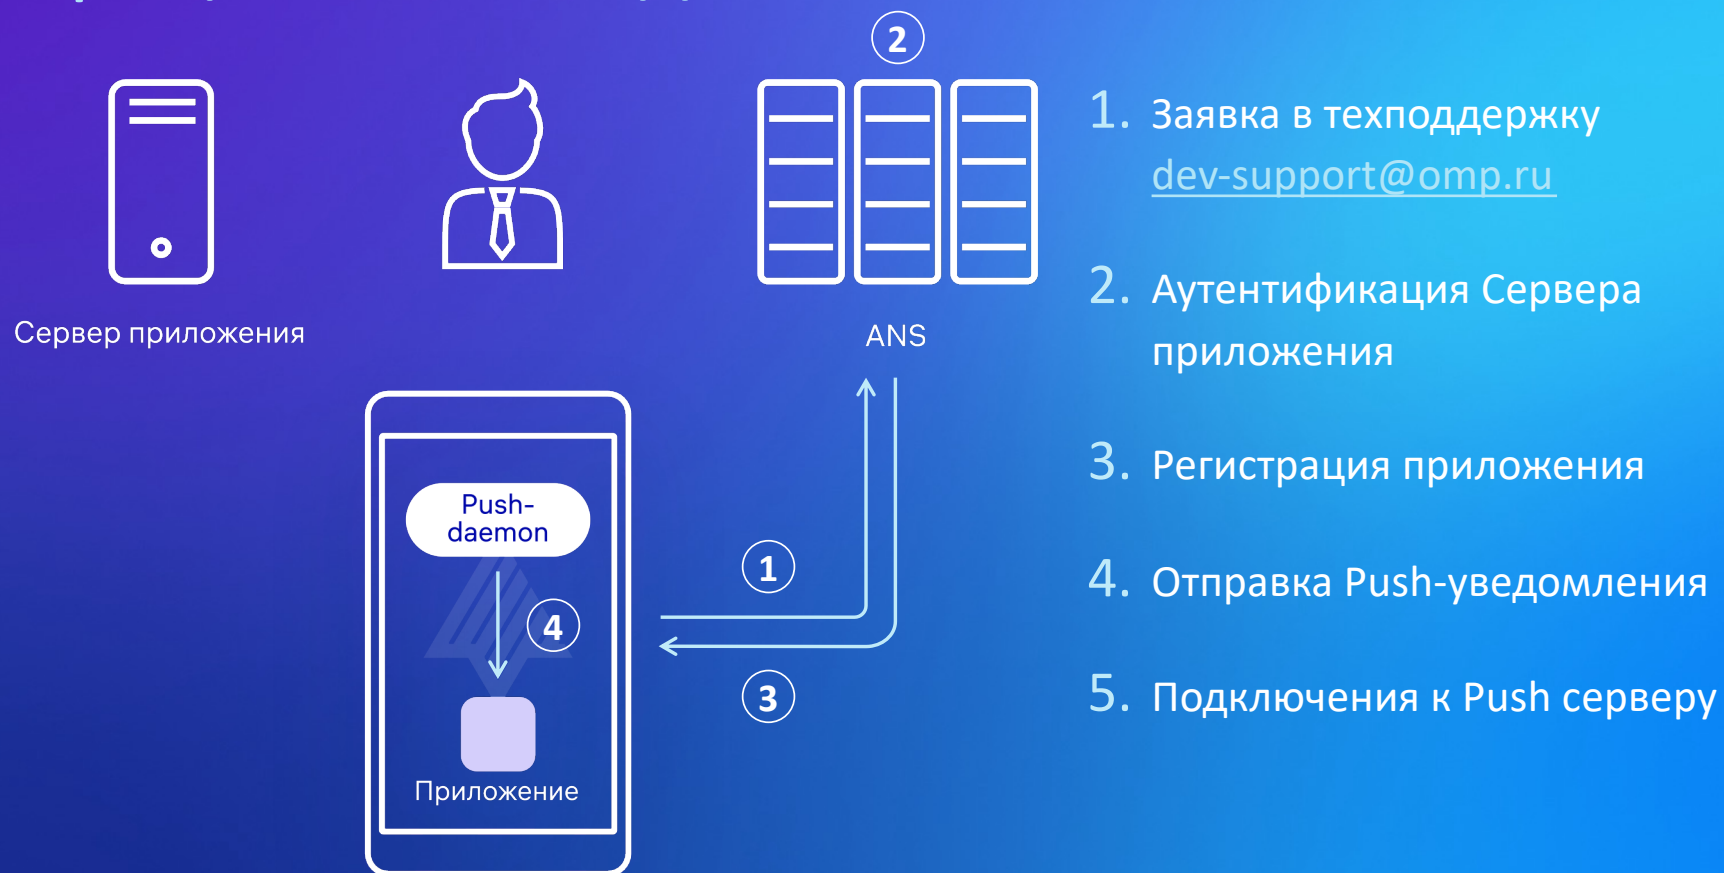 2
Сервер приложения
ANS
Push-
daemon
4
Приложение
1
3
1. Заявка в техподдержку
dev-support@omp.ru
2. Аутентификация Сервера
приложения
3. Регистрация приложения
4. Отправка Push-уведомления
5. Подключения к Push серверу